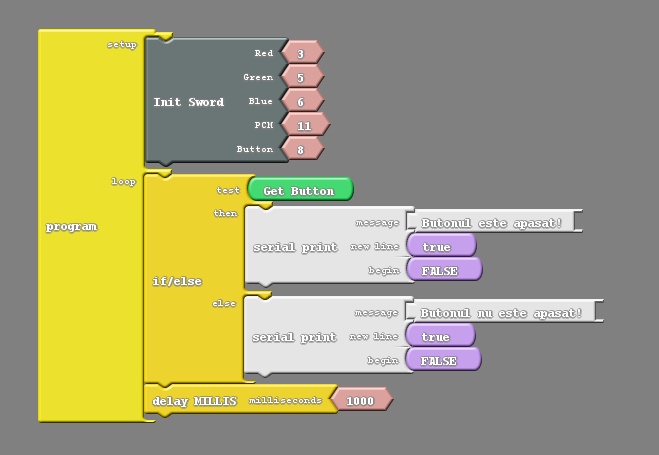 setup
Red 3
Green 5
Init Sword Blue 6
PCM 11
Button 8
loop
test Get Button
then
message Butonul este apasat!
program
serial print new line true
begin FALSE
if/else
else
message Butonul nu este apasat!
serial print new line true
begin FALSE
delay MILLIS milliseconds 1000